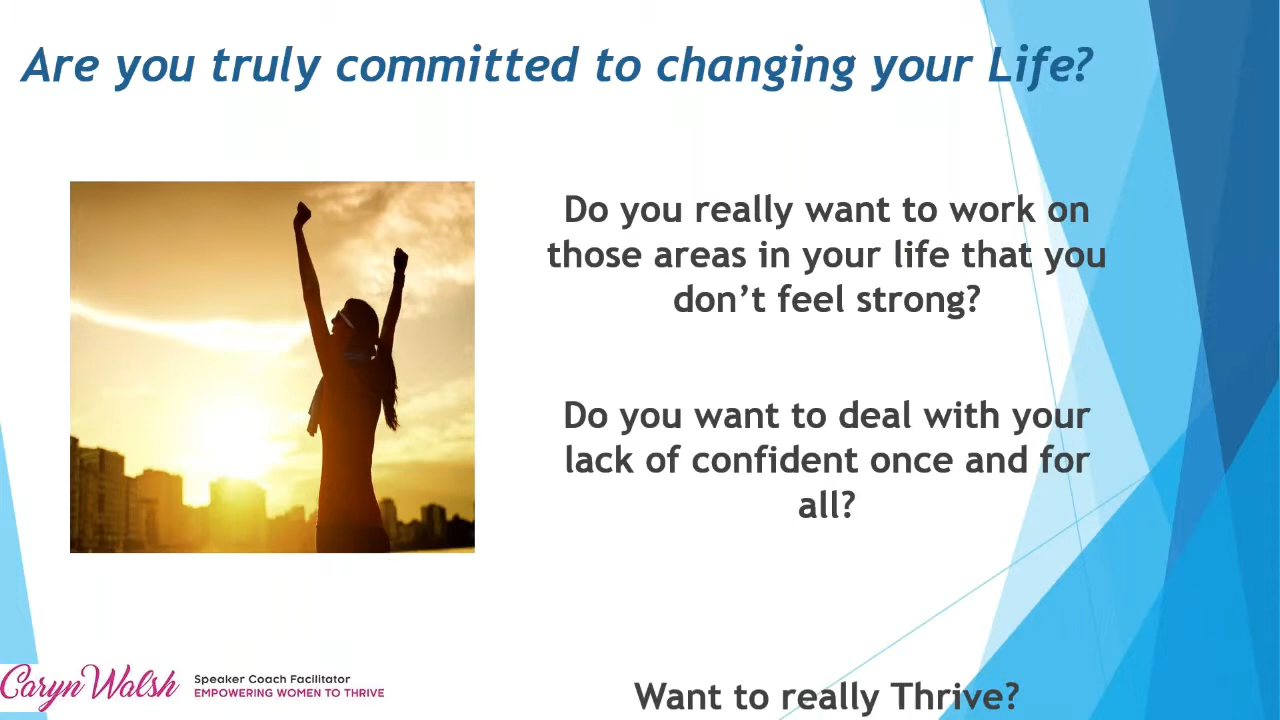 Are you truly committed to changing your Life?
Do you really want to work on
those areas in your life that you
don’t feel strong?
Do you want to deal with your
lack of confident once and for
all?
Want to really Thrive?
Caryn Walsh
Speaker Coach Facilitator
EMPOWERING WOMEN TO THRIVE